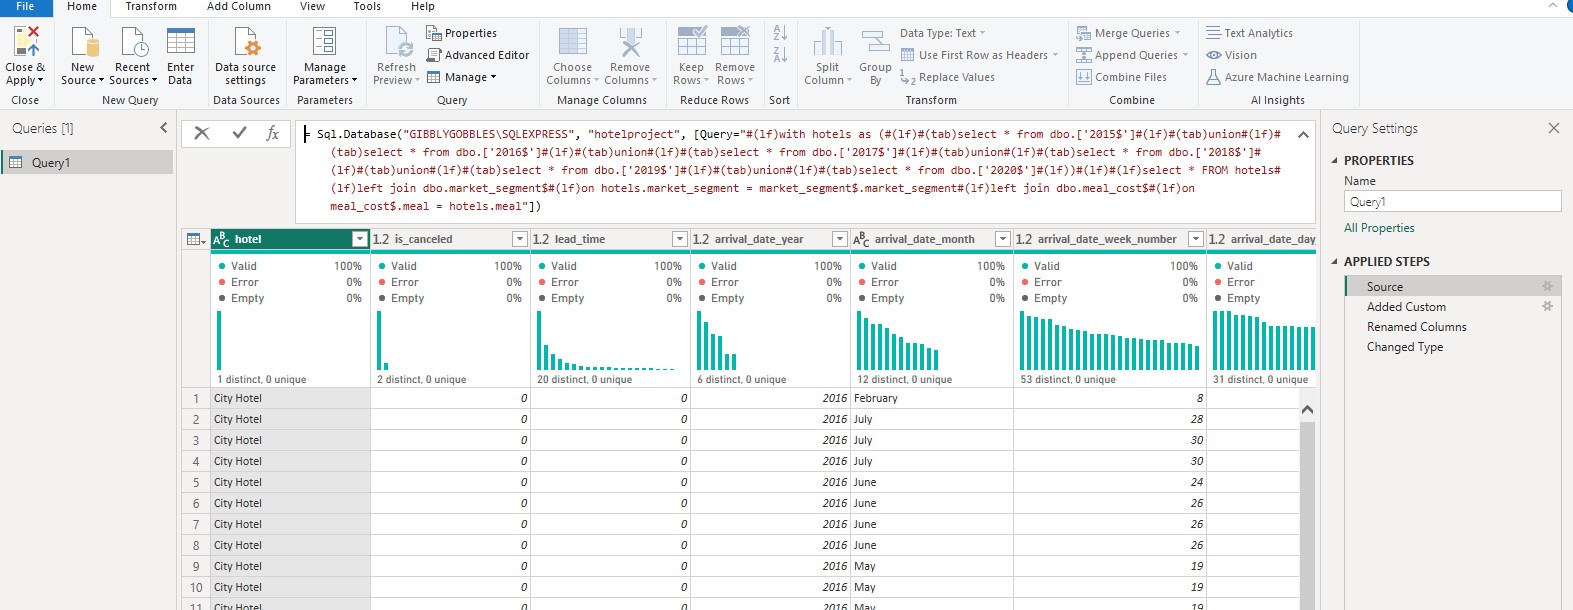 File Home Transform Add Column View Tools Help
Close & Apply
New Source
Recent Sources
Enter Data
Data source settings
Manage Parameters
Refresh Preview
Properties
Advanced Editor
Manage
Choose Columns
Remove Columns
Keep Rows
Remove Rows
Split Column
Group By
Data Type: Text
Use First Row as Headers
Replace Values
Merge Queries
Append Queries
Combine Files
Text Analytics
Vision
Azure Machine Learning
Close New Query Data Sources Parameters Query Manage Columns Reduce Rows Sort Transform Combine AI Insights
Queries [1]
Query1
= Sql.Database("GIBBLYGOBBLES\SQLEXPRESS", "hotelproject", [Query="#(lf)with hotels as (#(lf)#(tab)select * from dbo.['2015$']#(lf)#(tab)union#(lf)#
(tab)select * from dbo.['2016$']#(lf)#(tab)union#(lf)#(tab)select * from dbo.['2017$']#(lf)#(tab)union#(lf)#(tab)select * from dbo.['2018$']#
(lf)#(tab)union#(lf)#(tab)select * from dbo.['2019$']#(lf)#(tab)union#(lf)#(tab)select * from dbo.['2020$']#(lf))#(lf)#(lf)select * FROM hotels#
(lf)left join dbo.market_segment$#(lf)on hotels.market_segment = market_segment$.market_segment#(lf)left join dbo.meal_cost$#(lf)on
meal_cost$.meal = hotels.meal"])
hotel 1.2 is_canceled 1.2 lead_time 1.2 arrival_date_year arrival_date_month 1.2 arrival_date_week_number 1.2 arrival_date_day
Valid 100% Valid 100% Valid 100% Valid 100% Valid 100% Valid 100% Valid
Error 0% Error 0% Error 0% Error 0% Error 0% Error 0% Error
Empty 0% Empty 0% Empty 0% Empty 0% Empty 0% Empty 0% Empty
1 distinct, 0 unique 2 distinct, 0 unique 20 distinct, 0 unique 6 distinct, 0 unique 12 distinct, 0 unique 53 distinct, 0 unique 31 distinct, 0 unique
1 City Hotel 0 0 2016 February 8
2 City Hotel 0 0 2016 July 28
3 City Hotel 0 0 2016 July 30
4 City Hotel 0 0 2016 July 30
5 City Hotel 0 0 2016 June 24
6 City Hotel 0 0 2016 June 26
7 City Hotel 0 0 2016 June 26
8 City Hotel 0 0 2016 June 26
9 City Hotel 0 0 2016 May 19
10 City Hotel 0 0 2016 May 19
11 City Hotel 0 0 2016 May 19
Query Settings
PROPERTIES
Name
Query1
All Properties
APPLIED STEPS
Source
Added Custom
Renamed Columns
Changed Type